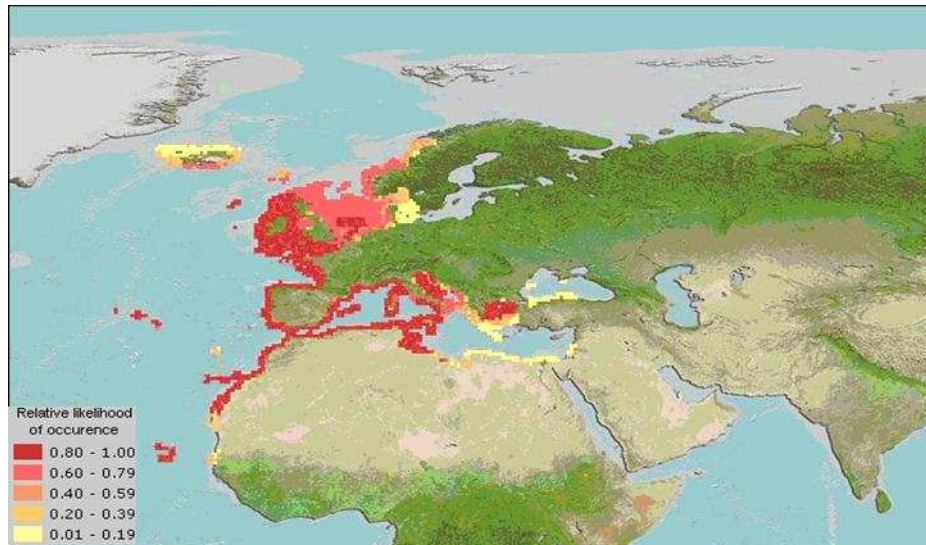 Relative likelihood
of occurence
0.80 - 1.00
0.60 - 0.79
0.40 - 0.59
0.20 - 0.39
0.01 - 0.19